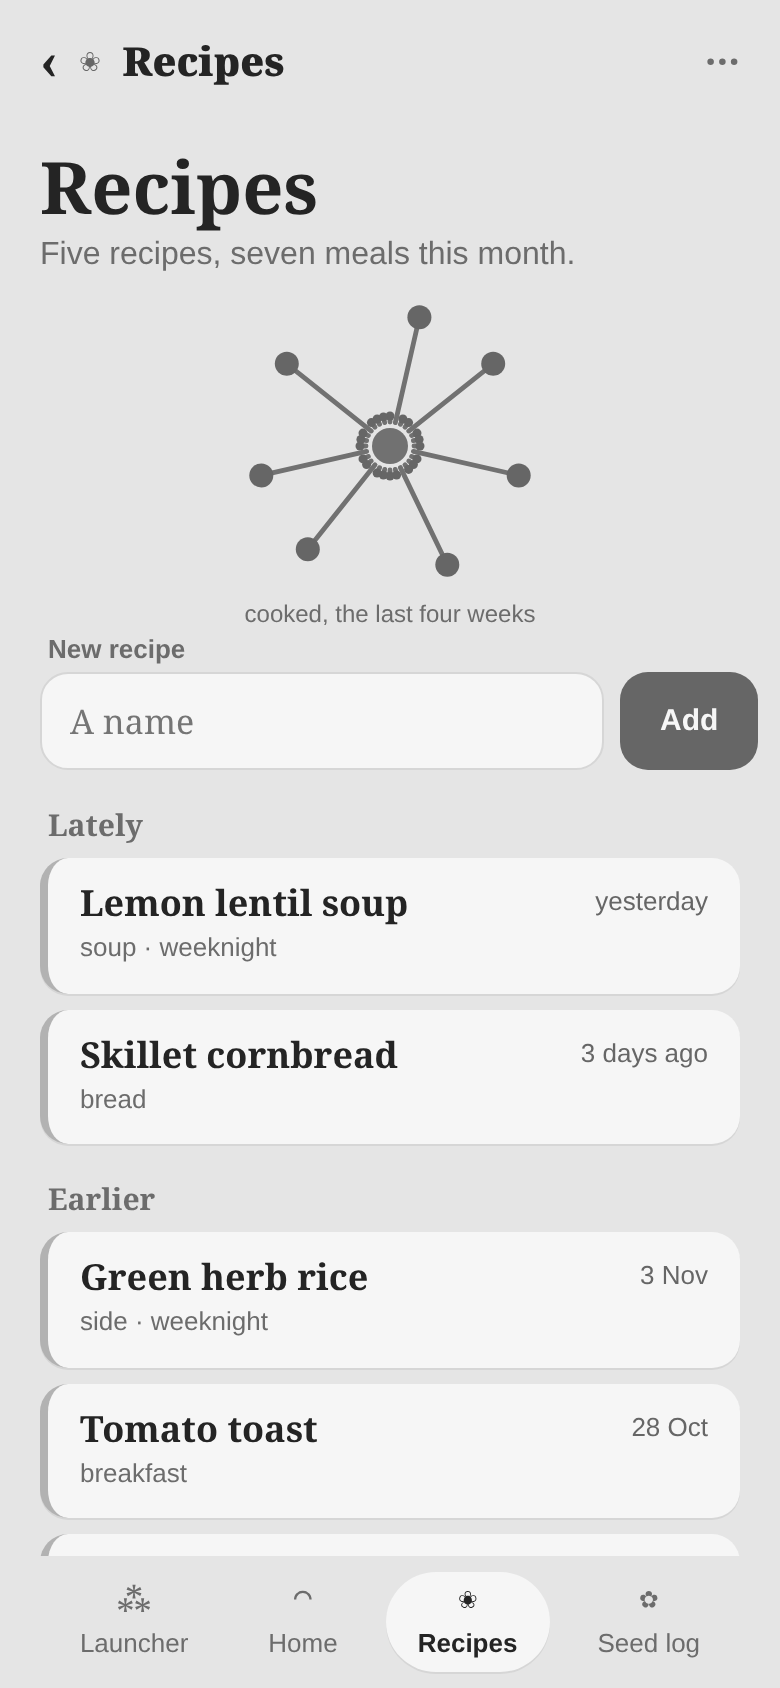 Recipes
Recipes
Five recipes, seven meals this month.
cooked, the last four weeks
New recipe
A name
Add
Lately
Lemon lentil soup
yesterday
soup · weeknight
Skillet cornbread
3 days ago
bread
Earlier
Green herb rice
3 Nov
side · weeknight
Tomato toast
28 Oct
breakfast
Launcher
Home
Recipes
Seed log